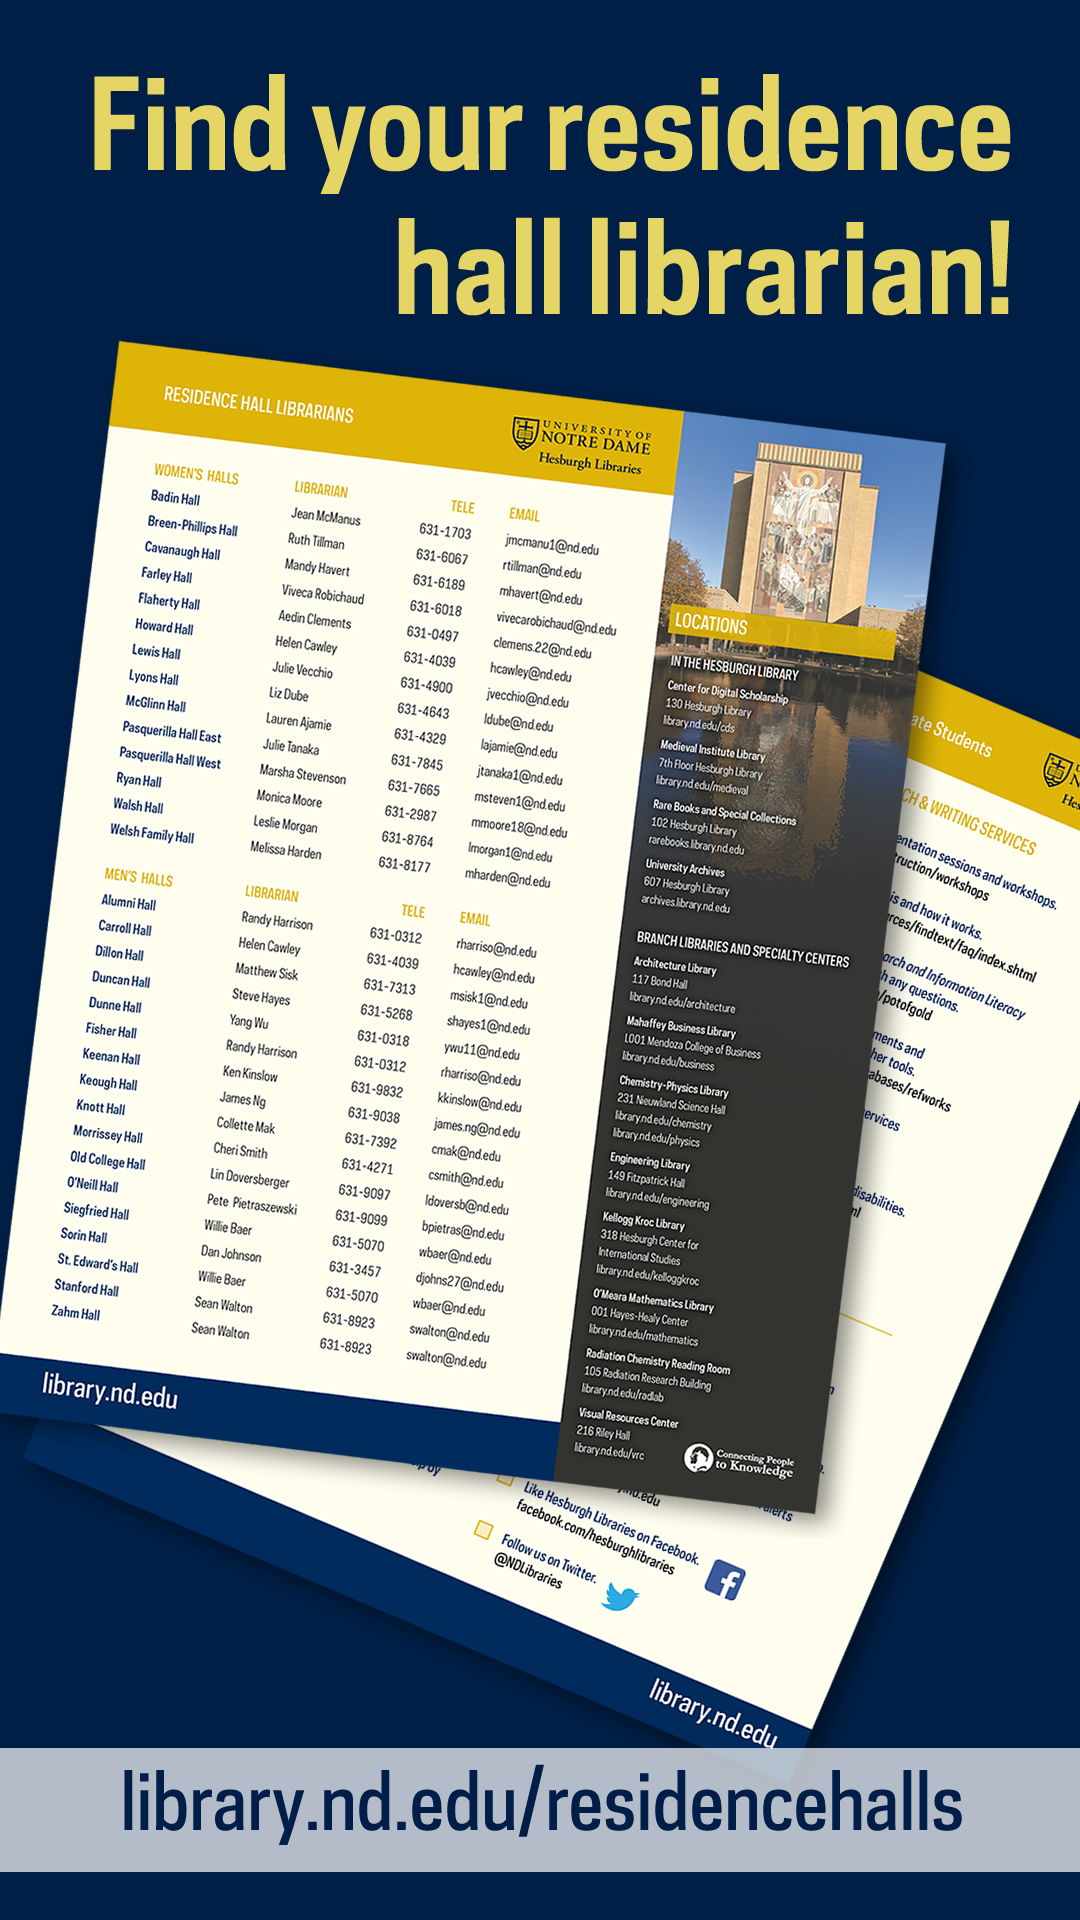 Find your residence
hall librarian!
RESIDENCE HALL LIBRARIANS
UNIVERSITY OF
NOTRE DAME
Hesburgh Libraries
WOMEN'S HALLS LIBRARIAN TELE EMAIL
Badin Hall Jean McManus 631-1703 jmcmanu1@nd.edu
Breen-Phillips Hall Ruth Tillman 631-6067 rtillman@nd.edu
Cavanaugh Hall Mandy Havert 631-6189 mhavert@nd.edu
Farley Hall Viveca Robichaud 631-6018 vivecarobichaud@nd.edu
Flaherty Hall Aedin Clements 631-0497 clemens.22@nd.edu
Howard Hall Helen Cawley 631-4039 hcawley@nd.edu
Lewis Hall Julie Vecchio 631-4900 jvecchio@nd.edu
Lyons Hall Liz Dube 631-4643 ldube@nd.edu
McGlinn Hall Lauren Ajamie 631-4329 lajamie@nd.edu
Pasquerilla Hall East Julie Tanaka 631-7845 jtanaka1@nd.edu
Pasquerilla Hall West Marsha Stevenson 631-7665 msteven1@nd.edu
Ryan Hall Monica Moore 631-2987 mmoore18@nd.edu
Walsh Hall Leslie Morgan 631-8764 lmorgan1@nd.edu
Welsh Family Hall Melissa Harden 631-8177 mharden@nd.edu
MEN'S HALLS LIBRARIAN TELE EMAIL
Alumni Hall Randy Harrison 631-0312 rharriso@nd.edu
Carroll Hall Helen Cawley 631-4039 hcawley@nd.edu
Dillon Hall Matthew Sisk 631-7313 msisk1@nd.edu
Duncan Hall Steve Hayes 631-5268 shayes1@nd.edu
Dunne Hall Yang Wu 631-0318 ywu11@nd.edu
Fisher Hall Randy Harrison 631-0312 rharriso@nd.edu
Keenan Hall Ken Kinslow 631-9832 kkinslow@nd.edu
Keough Hall James Ng 631-9038 james.ng@nd.edu
Knott Hall Collette Mak 631-7392 cmak@nd.edu
Morrissey Hall Cheri Smith 631-4271 csmith@nd.edu
Old College Hall Lin Doversberger 631-9097 ldoversb@nd.edu
O'Neill Hall Pete Pietraszewski 631-9099 bpietras@nd.edu
Siegfried Hall Willie Baer 631-5070 wbaer@nd.edu
Sorin Hall Dan Johnson 631-3457 djohns27@nd.edu
St. Edward's Hall Willie Baer 631-5070 wbaer@nd.edu
Stanford Hall Sean Walton 631-8923 swalton@nd.edu
Zahm Hall Sean Walton 631-8923 swalton@nd.edu
library.nd.edu
LOCATIONS
IN THE HESBURGH LIBRARY
Center for Digital Scholarship
130 Hesburgh Library
library.nd.edu/cds
Medieval Institute Library
7th Floor Hesburgh Library
library.nd.edu/medieval
Rare Books and Special Collections
102 Hesburgh Library
rarebooks.library.nd.edu
University Archives
607 Hesburgh Library
archives.library.nd.edu
BRANCH LIBRARIES AND SPECIALTY CENTERS
Architecture Library
117 Bond Hall
library.nd.edu/architecture
Mahaffey Business Library
L001 Mendoza College of Business
library.nd.edu/business
Chemistry-Physics Library
231 Nieuwland Science Hall
library.nd.edu/chemistry
library.nd.edu/physics
Engineering Library
149 Fitzpatrick Hall
library.nd.edu/engineering
Kellogg Kroc Library
318 Hesburgh Center for
International Studies
library.nd.edu/kelloggkroc
O'Meara Mathematics Library
001 Hayes-Healy Center
library.nd.edu/mathematics
Radiation Chemistry Reading Room
105 Radiation Research Building
library.nd.edu/radlab
Visual Resources Center
216 Riley Hall
library.nd.edu/vrc
Connecting People
to Knowledge
ate Students
CH & WRITING SERVICES
entation sessions and workshops.
ruction/workshops
is and how it works.
rces/findtext/faq/index.shtml
earch and Information Literacy
h any questions.
/potofgold
ments and
her tools.
abases/refworks
ervices
disabilities.
Like Hesburgh Libraries on Facebook.
facebook.com/hesburghlibraries
Follow us on Twitter.
@NDLibraries
library.nd.edu
library.nd.edu/residencehalls